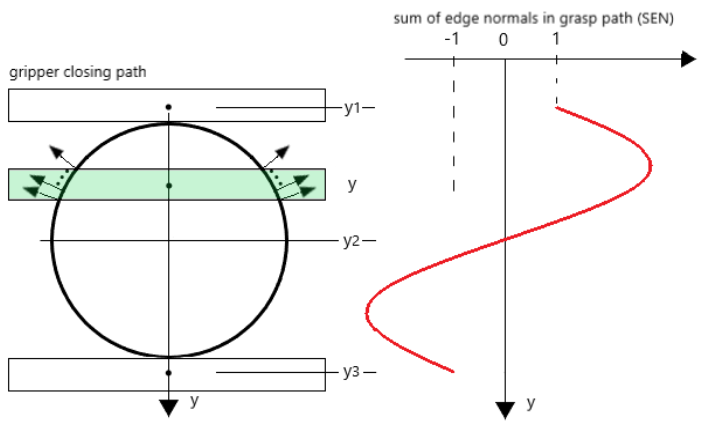 sum of edge normals in grasp path (SEN)
-1 0 1
gripper closing path
y1
y
y2
y3
y
y